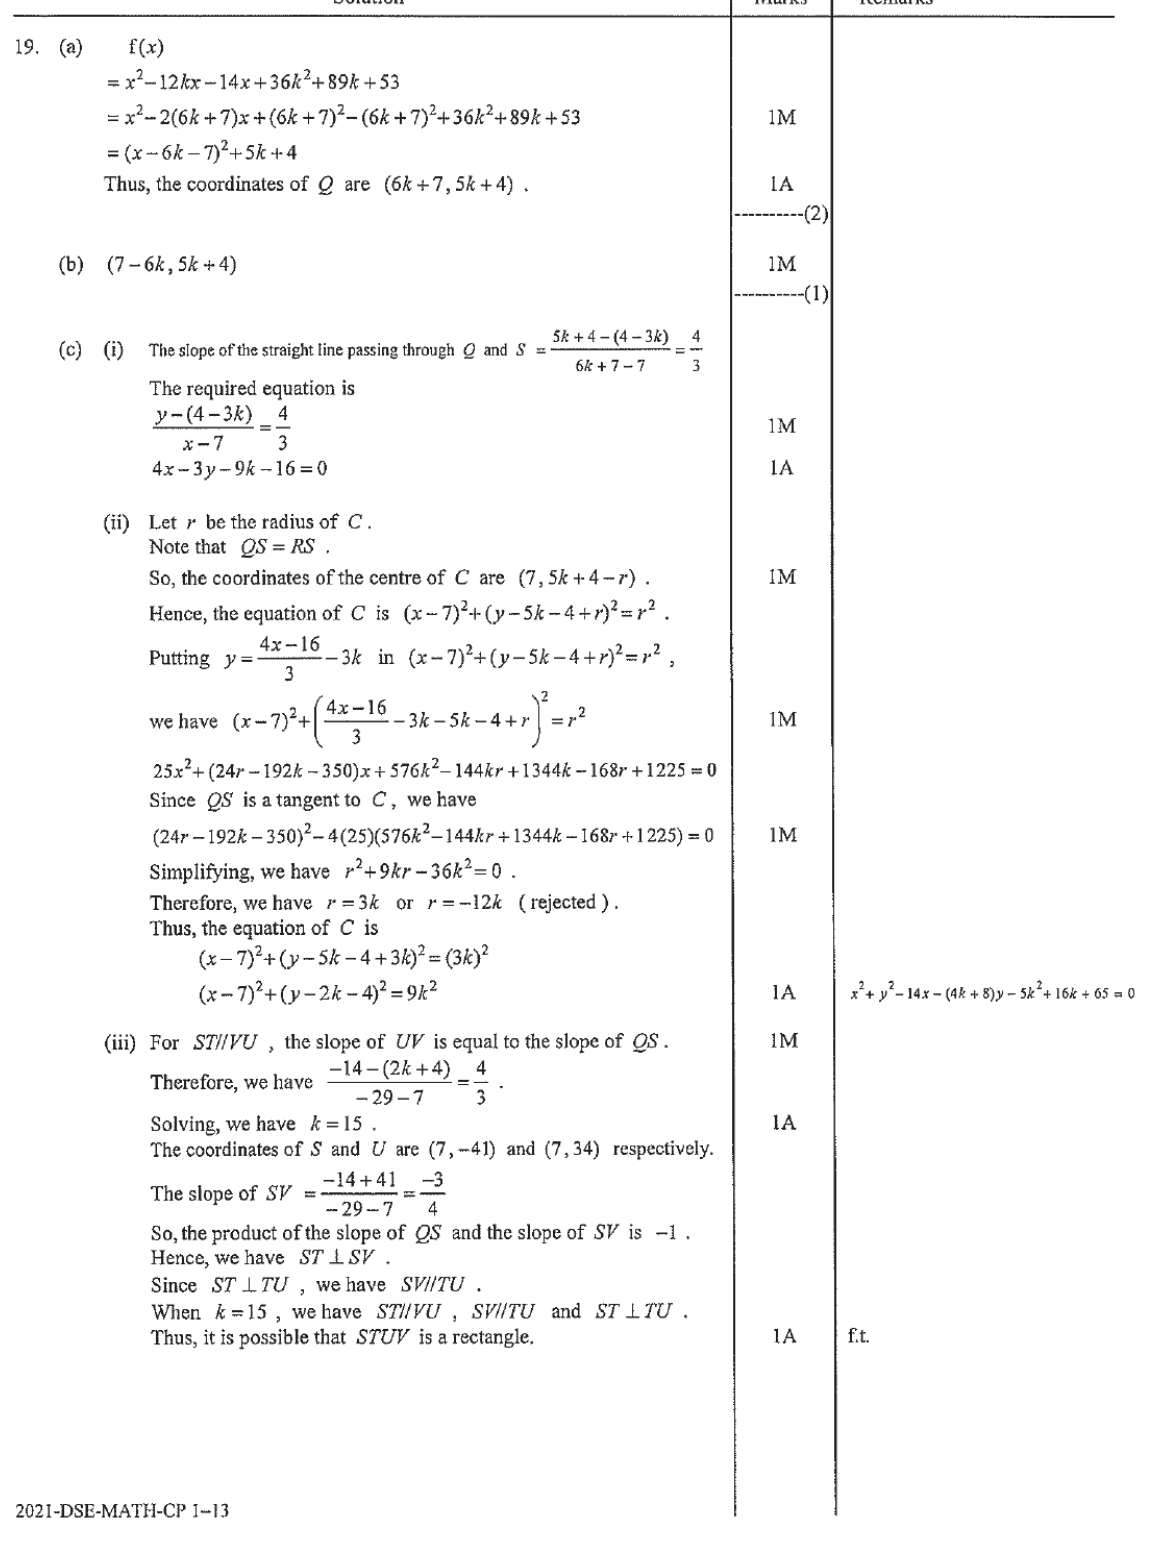 Solution Marks Remarks
19. (a) f(x)
= x²−12kx−14x+36k²+89k+53
= x²−2(6k+7)x+(6k+7)²−(6k+7)²+36k²+89k+53 1M
= (x−6k−7)²+5k+4
Thus, the coordinates of Q are (6k+7, 5k+4) . 1A
----------(2)
(b) (7−6k, 5k+4) 1M
----------(1)
(c) (i) The slope of the straight line passing through Q and S = (5k+4−(4−3k))/(6k+7−7) = 4/3
The required equation is
(y−(4−3k))/(x−7) = 4/3 1M
4x−3y−9k−16=0 1A
(ii) Let r be the radius of C .
Note that QS = RS .
So, the coordinates of the centre of C are (7, 5k+4−r) . 1M
Hence, the equation of C is (x−7)²+(y−5k−4+r)²=r² .
Putting y = (4x−16)/3 −3k in (x−7)²+(y−5k−4+r)²=r² ,
we have (x−7)²+((4x−16)/3 −3k−5k−4+r)²=r² 1M
25x²+(24r−192k−350)x+576k²−144kr+1344k−168r+1225=0
Since QS is a tangent to C , we have
(24r−192k−350)²−4(25)(576k²−144kr+1344k−168r+1225)=0 1M
Simplifying, we have r²+9kr−36k²=0 .
Therefore, we have r=3k or r=−12k ( rejected ) .
Thus, the equation of C is
(x−7)²+(y−5k−4+3k)²=(3k)²
(x−7)²+(y−2k−4)²=9k² 1A x²+y²−14x−(4k+8)y−5k²+16k+65=0
(iii) For ST//VU , the slope of UV is equal to the slope of QS . 1M
Therefore, we have (−14−(2k+4))/(−29−7) = 4/3 .
Solving, we have k=15 . 1A
The coordinates of S and U are (7,−41) and (7,34) respectively.
The slope of SV = (−14+41)/(−29−7) = −3/4
So, the product of the slope of QS and the slope of SV is −1 .
Hence, we have ST⊥SV .
Since ST⊥TU , we have SV//TU .
When k=15 , we have ST//VU , SV//TU and ST⊥TU .
Thus, it is possible that STUV is a rectangle. 1A f.t.
2021-DSE-MATH-CP 1−13